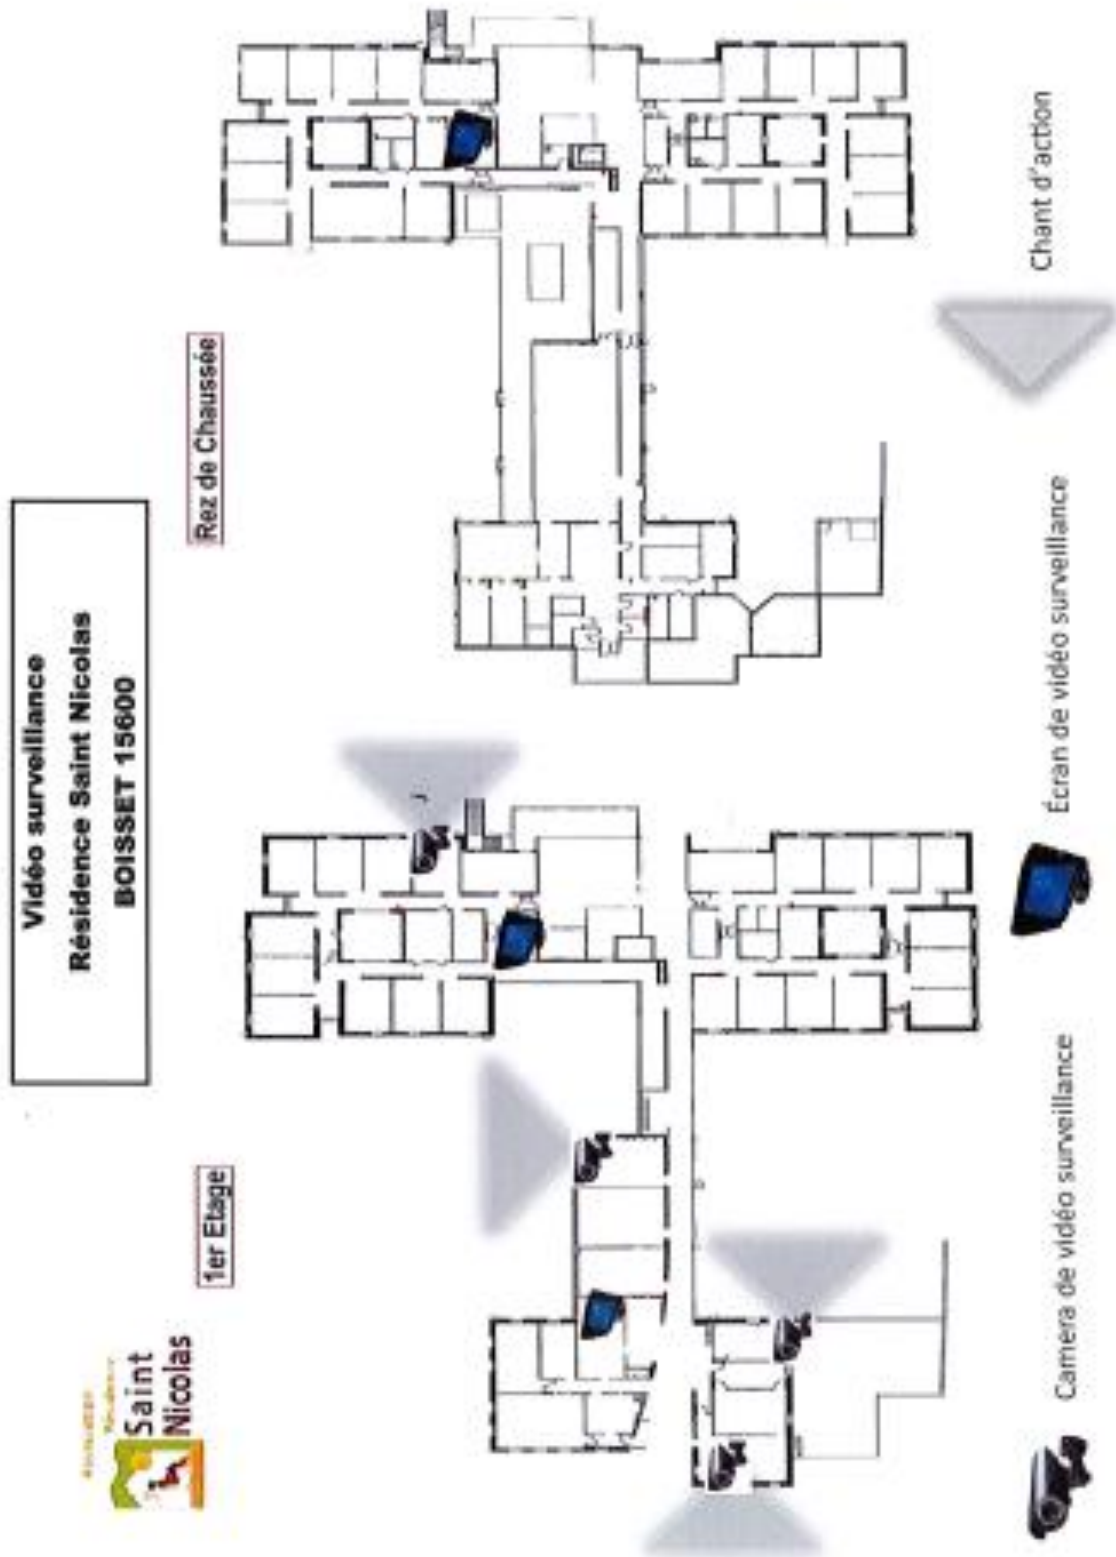 Vidéo surveillance
Résidence Saint Nicolas
BOISSET 15600
Saint
Nicolas
1er Etage
Rez de Chaussée
Camera de vidéo surveillance
Écran de vidéo surveillance
Chant d'action